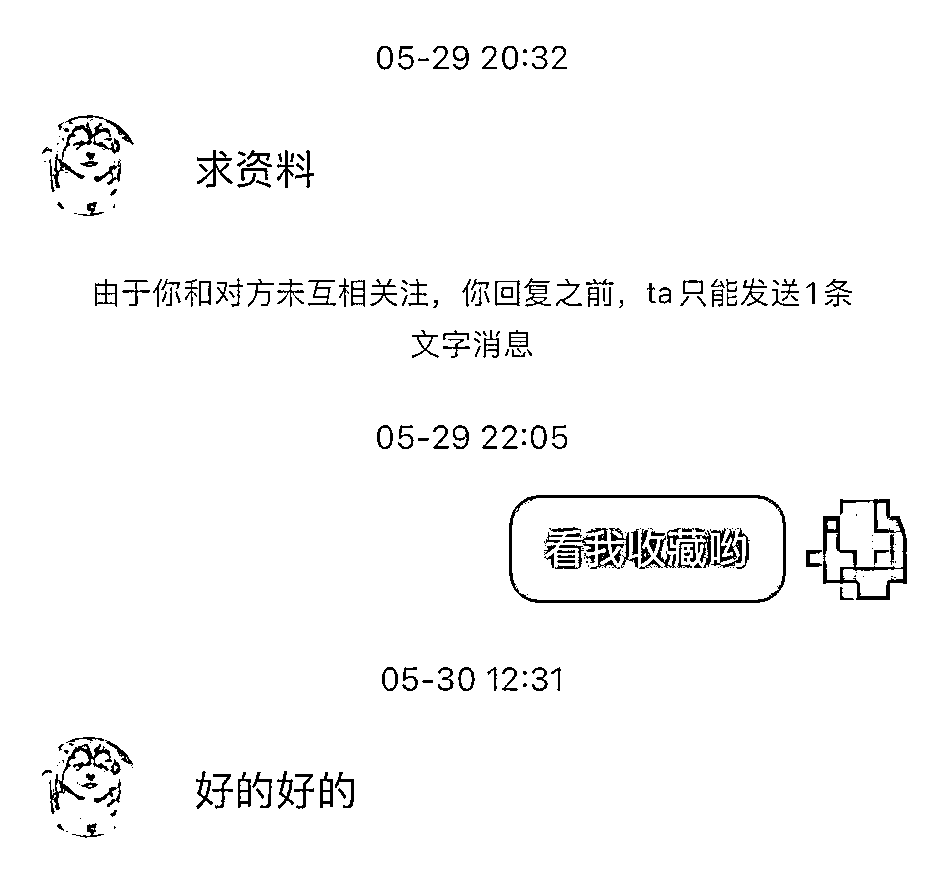 05-29 20:32
求资料
由于你和对方未互相关注，你回复之前，ta只能发送1条
文字消息
05-29 22:05
看我收藏哟
05-30 12:31
好的好的